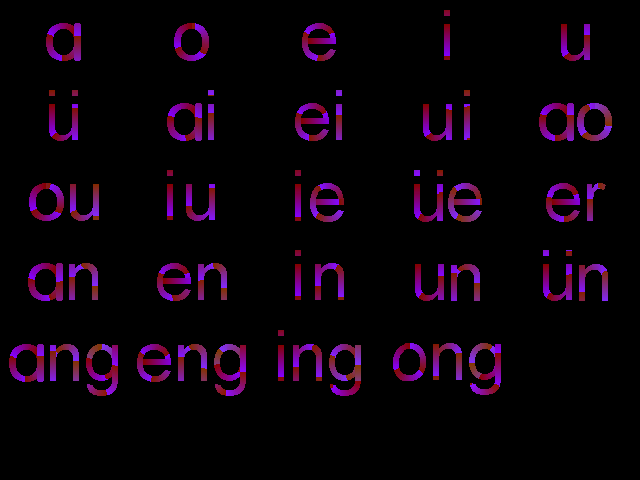 a o e i u
ü ai ei ui ao
ou iu ie üe er
an en in un ün
ang eng ing ong